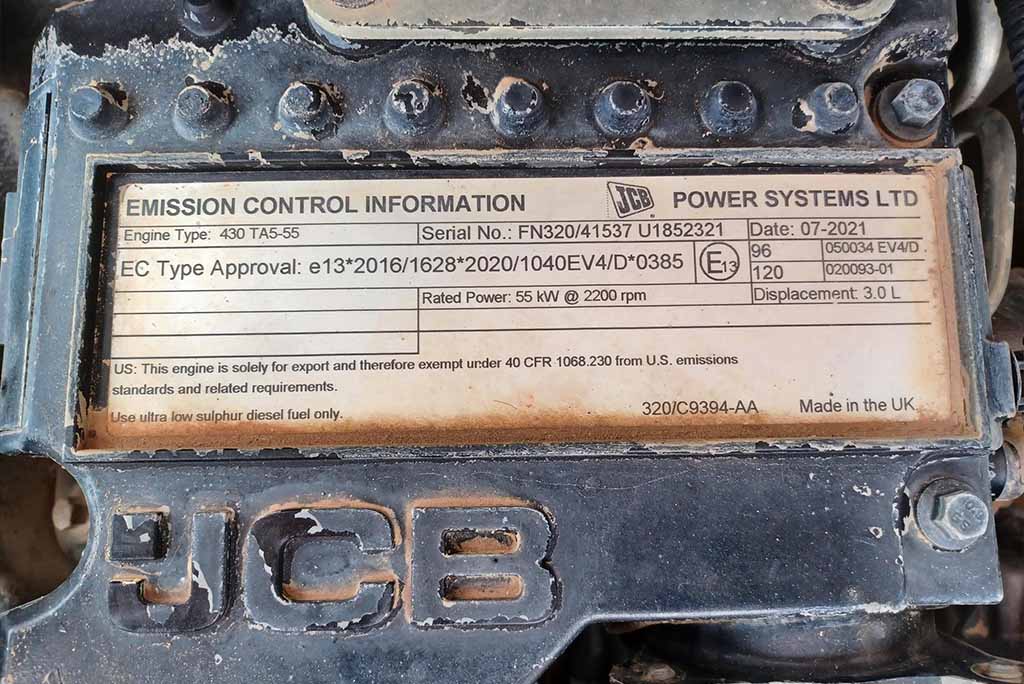 EMISSION CONTROL INFORMATION JCB POWER SYSTEMS LTD
Engine Type: 430 TA5-55 Serial No.: FN320/41537 U1852321 Date: 07-2021
EC Type Approval: e13*2016/1628*2020/1040EV4/D*0385 E13 96 050034 EV4/D
120 020093-01
Rated Power: 55 kW @ 2200 rpm Displacement: 3.0 L
US: This engine is solely for export and therefore exempt under 40 CFR 1068.230 from U.S. emissions
standards and related requirements.
Use ultra low sulphur diesel fuel only. 320/C9394-AA Made in the UK
JCB